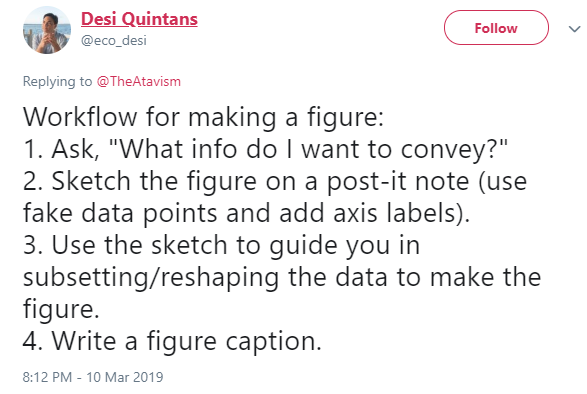 Desi Quintans
@eco_desi
Follow
Replying to @TheAtavism
Workflow for making a figure:
1. Ask, "What info do I want to convey?"
2. Sketch the figure on a post-it note (use
fake data points and add axis labels).
3. Use the sketch to guide you in
subsetting/reshaping the data to make the
figure.
4. Write a figure caption.
8:12 PM - 10 Mar 2019